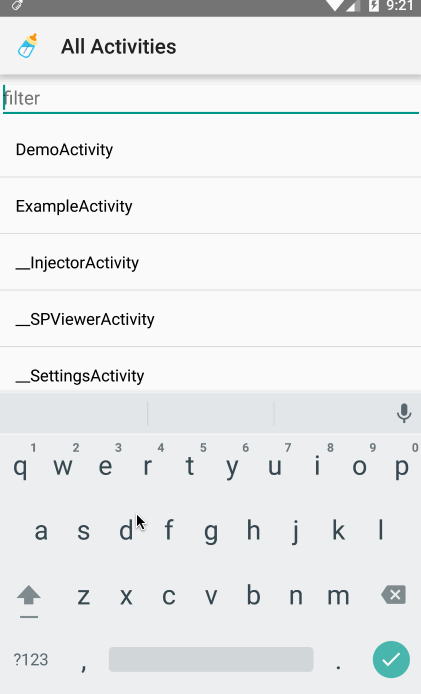 9:21
All Activities
filter
DemoActivity
ExampleActivity
__InjectorActivity
__SPViewerActivity
__SettingsActivity
1 2 3 4 5 6 7 8 9 0
q w e r t y u i o p
a s d f g h j k l
z x c v b n m
?123 , .